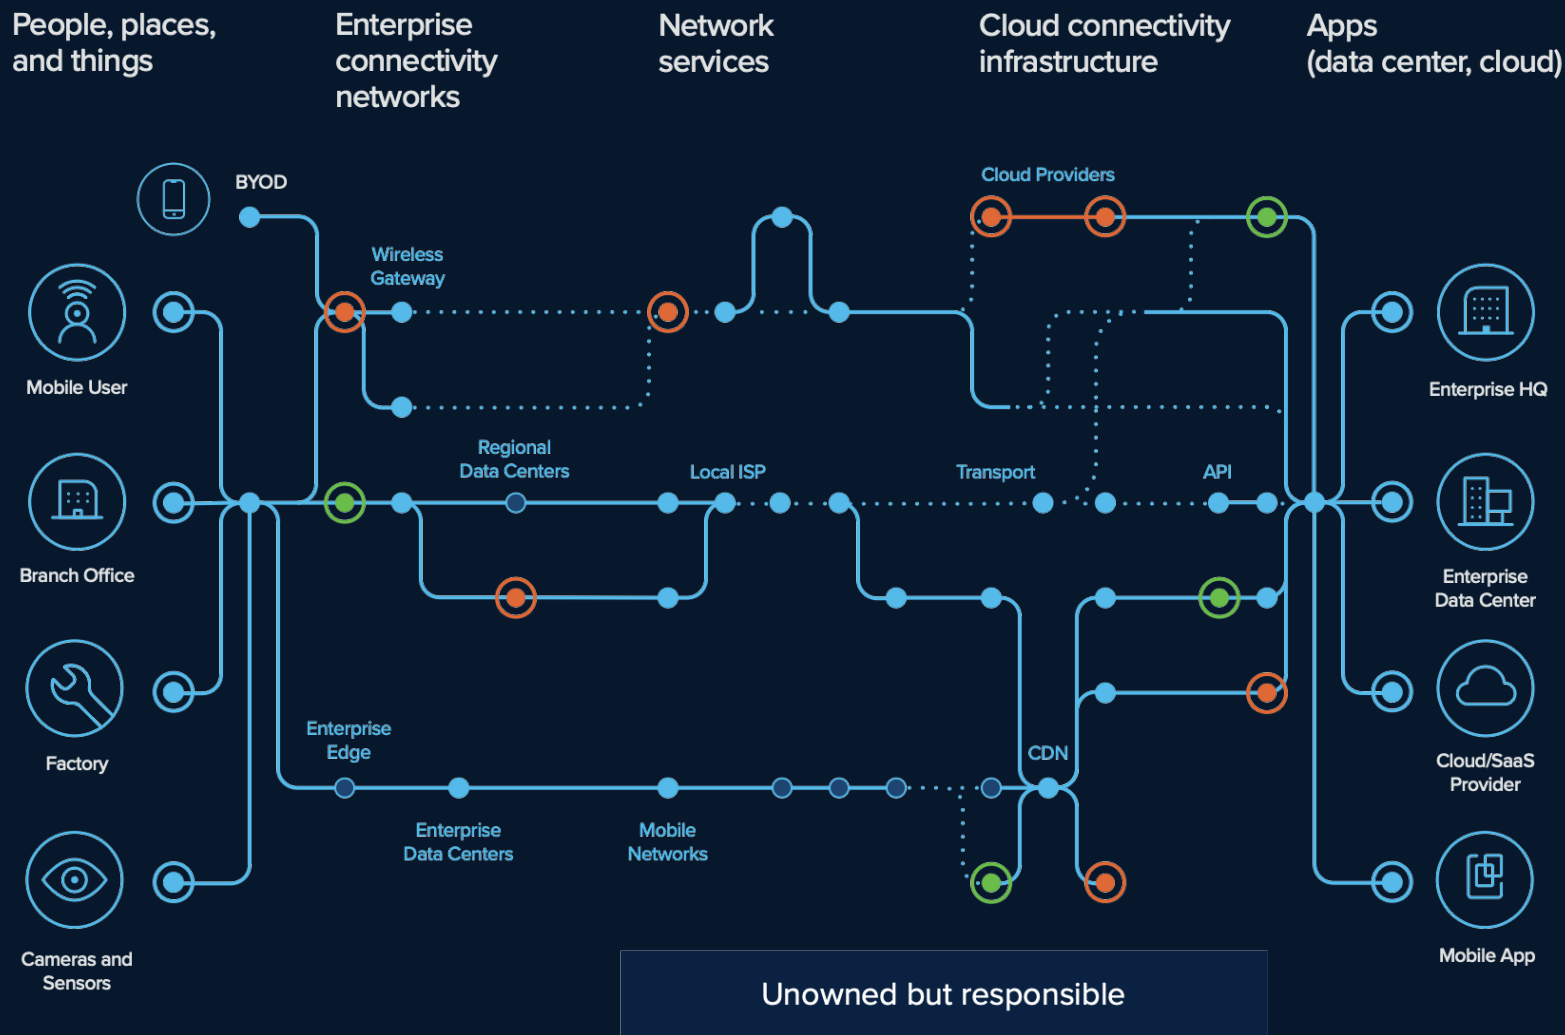 People, places,
and things
Enterprise
connectivity
networks
Network
services
Cloud connectivity
infrastructure
Apps
(data center, cloud)
BYOD
Cloud Providers
Wireless
Gateway
Mobile User
Enterprise HQ
Regional
Data Centers
Local ISP
Transport
API
Branch Office
Enterprise
Data Center
Enterprise
Edge
CDN
Factory
Cloud/SaaS
Provider
Enterprise
Data Centers
Mobile
Networks
Cameras and
Sensors
Mobile App
Unowned but responsible